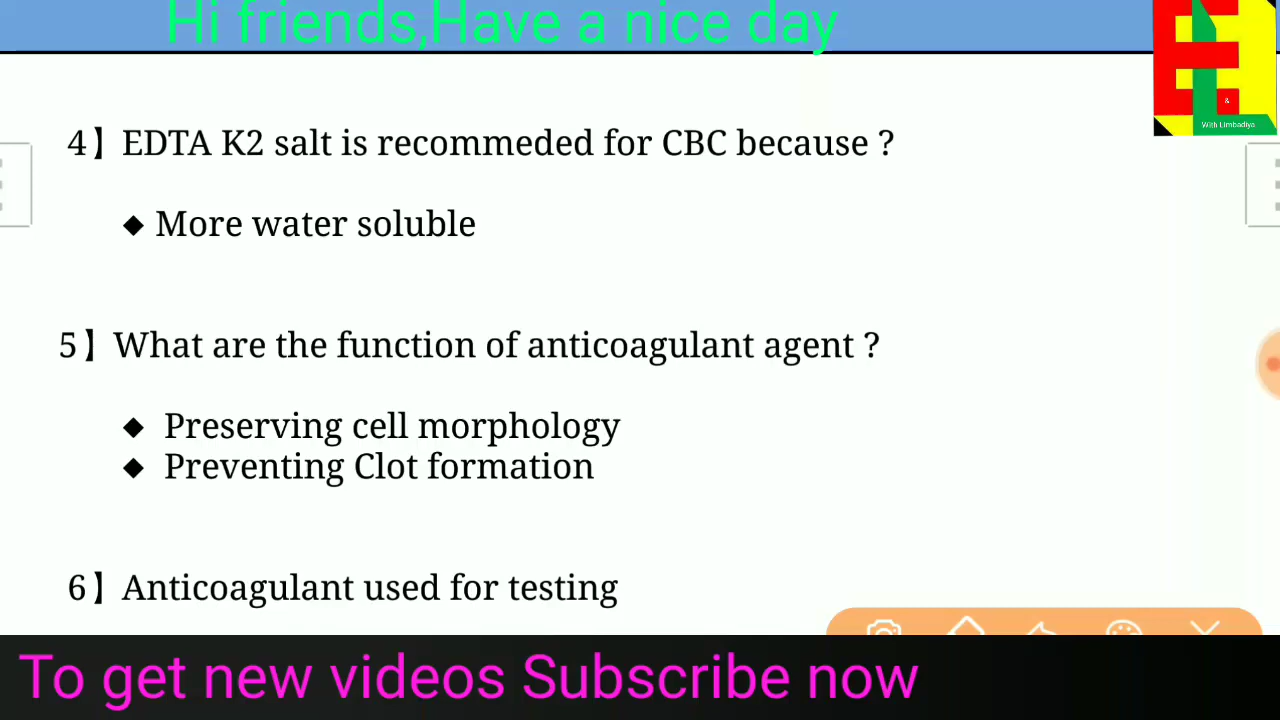 Hi friends,Have a nice day
&
With Limbadiya
4】EDTA K2 salt is recommeded for CBC because ?
◆ More water soluble
5】What are the function of anticoagulant agent ?
◆ Preserving cell morphology
◆ Preventing Clot formation
6】Anticoagulant used for testing
To get new videos Subscribe now